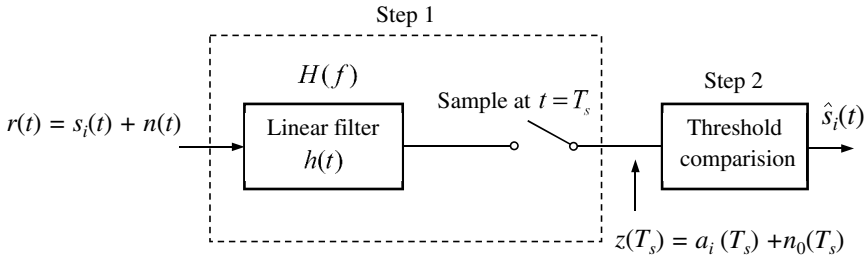 Step 1
H(f)
Step 2
Sample at t = T_s
r(t) = s_i(t) + n(t)
Linear filter
h(t)
Threshold
comparision
ŝ_i(t)
z(T_s) = a_i (T_s) +n_0(T_s)